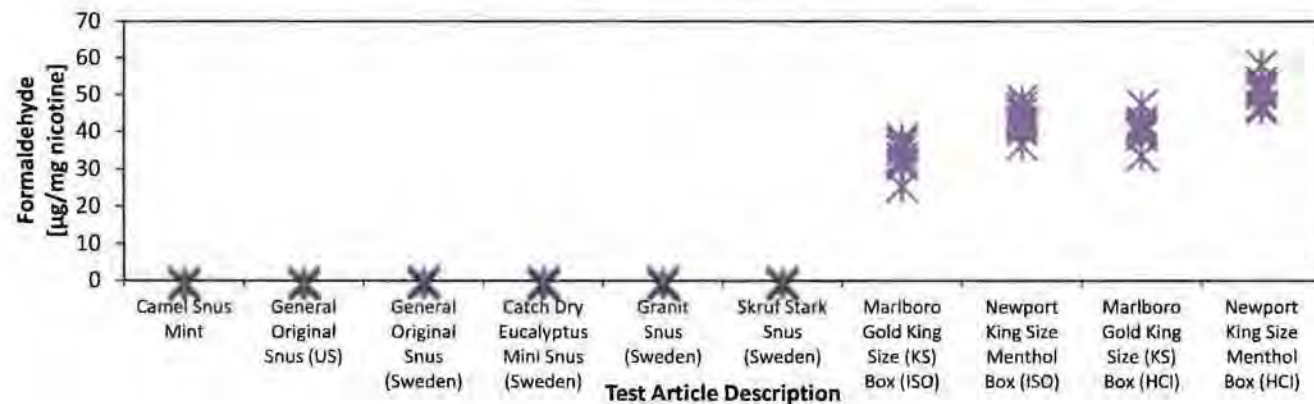 70
60
50
40
30
20
10
0
Formaldehyde
[µg/mg nicotine]
Camel Snus
Mint
General
Original
Snus (US)
General
Original
Snus
(Sweden)
Catch Dry
Eucalyptus
Mini Snus
(Sweden)
Granit
Snus
(Sweden)
Skruf Stark
Snus
(Sweden)
Marlboro
Gold King
Size (KS)
Box (ISO)
Newport
King Size
Menthol
Box (ISO)
Marlboro
Gold King
Size (KS)
Box (HCI)
Newport
King Size
Menthol
Box (HCI)
Test Article Description